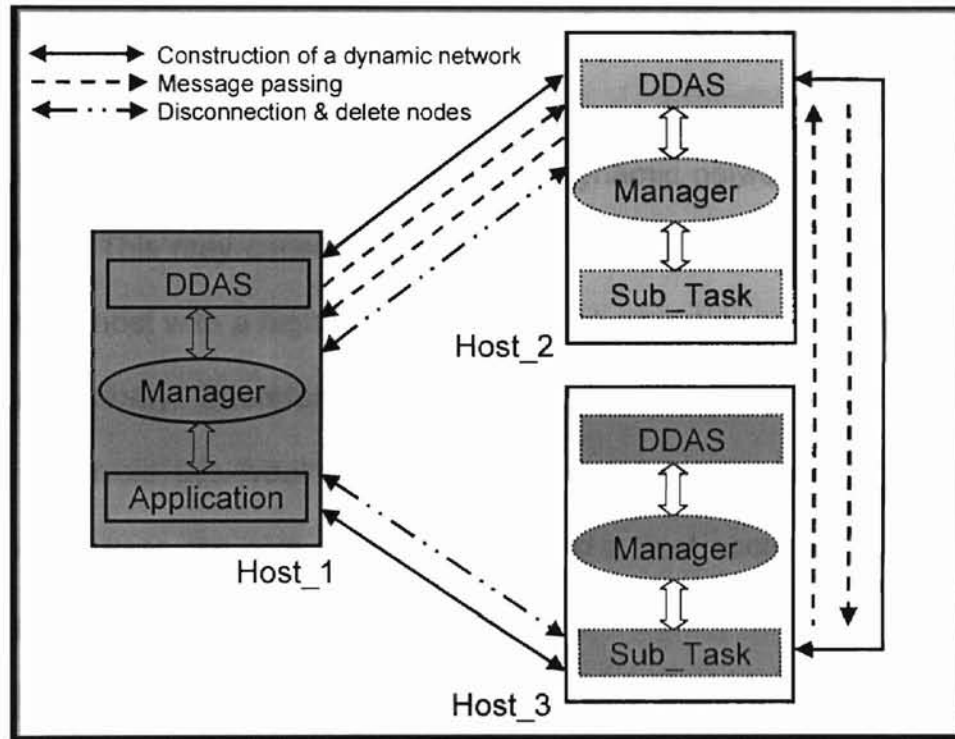 Construction of a dynamic network
Message passing
Disconnection & delete nodes
DDAS
Manager
Sub_Task
Host_2
DDAS
Manager
Application
Host_1
DDAS
Manager
Sub_Task
Host_3